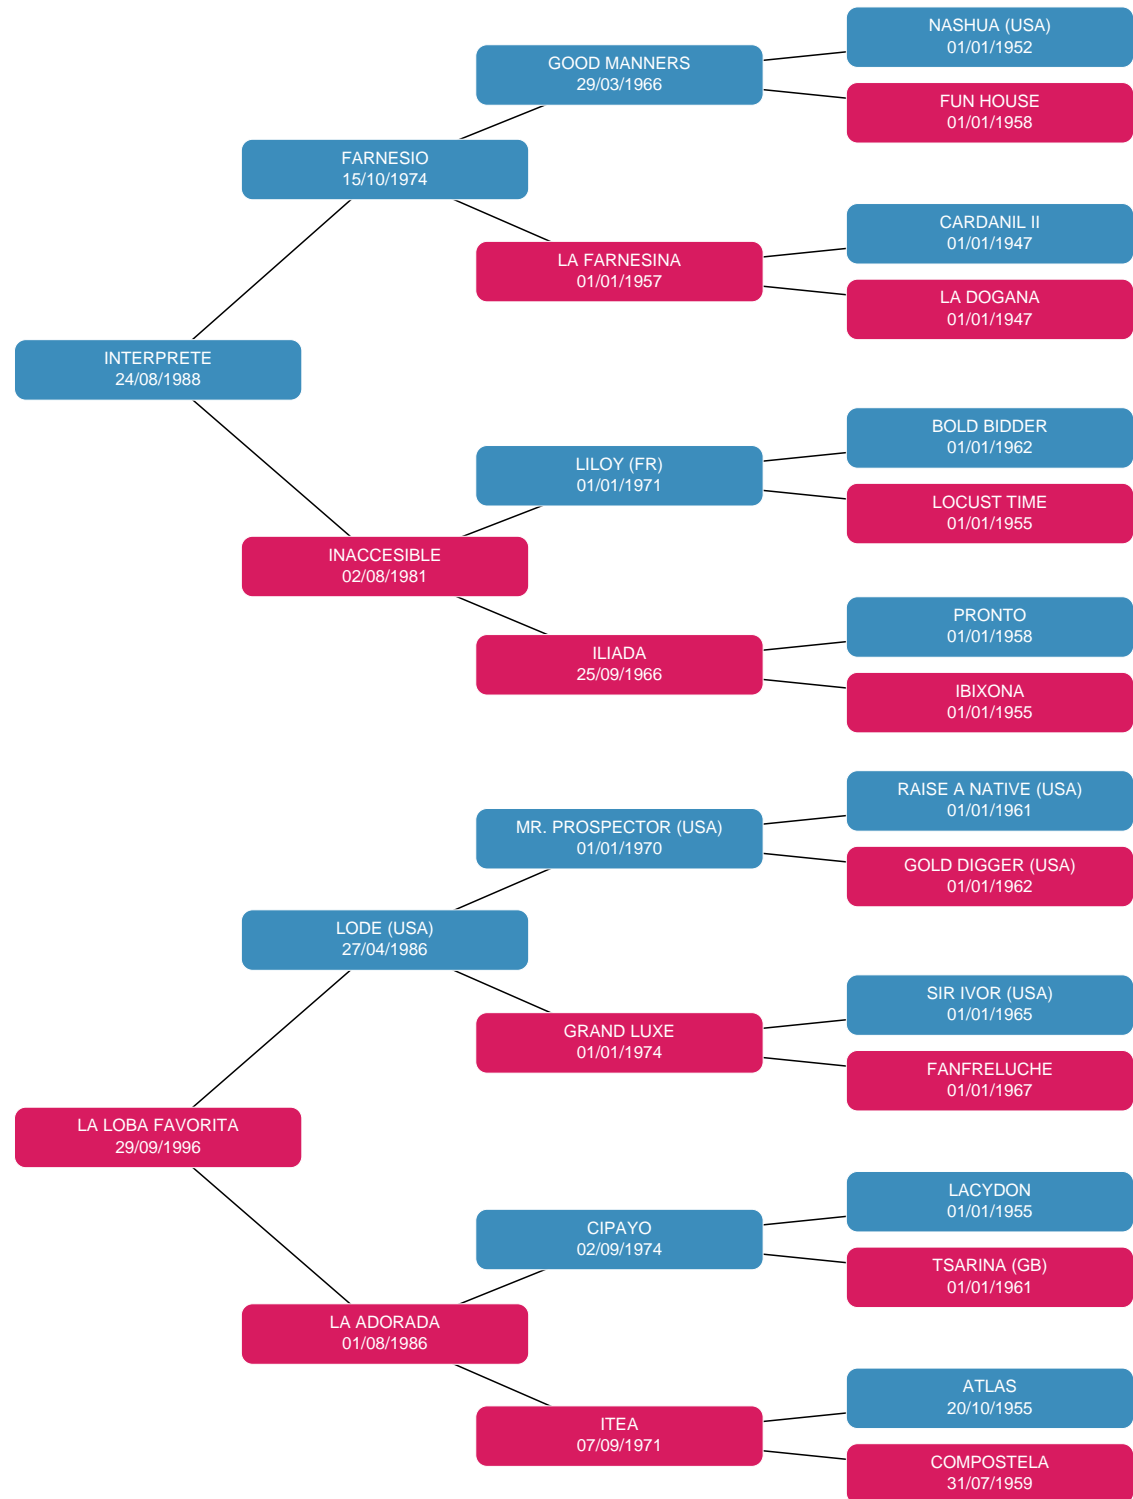 NASHUA (USA)
01/01/1952
GOOD MANNERS
29/03/1966
FUN HOUSE
01/01/1958
FARNESIO
15/10/1974
CARDANIL II
01/01/1947
LA FARNESINA
01/01/1957
LA DOGANA
01/01/1947
INTERPRETE
24/08/1988
BOLD BIDDER
01/01/1962
LILOY (FR)
01/01/1971
LOCUST TIME
01/01/1955
INACCESIBLE
02/08/1981
PRONTO
01/01/1958
ILIADA
25/09/1966
IBIXONA
01/01/1955
RAISE A NATIVE (USA)
01/01/1961
MR. PROSPECTOR (USA)
01/01/1970
GOLD DIGGER (USA)
01/01/1962
LODE (USA)
27/04/1986
SIR IVOR (USA)
01/01/1965
GRAND LUXE
01/01/1974
FANFRELUCHE
01/01/1967
LA LOBA FAVORITA
29/09/1996
LACYDON
01/01/1955
CIPAYO
02/09/1974
TSARINA (GB)
01/01/1961
LA ADORADA
01/08/1986
ATLAS
20/10/1955
ITEA
07/09/1971
COMPOSTELA
31/07/1959